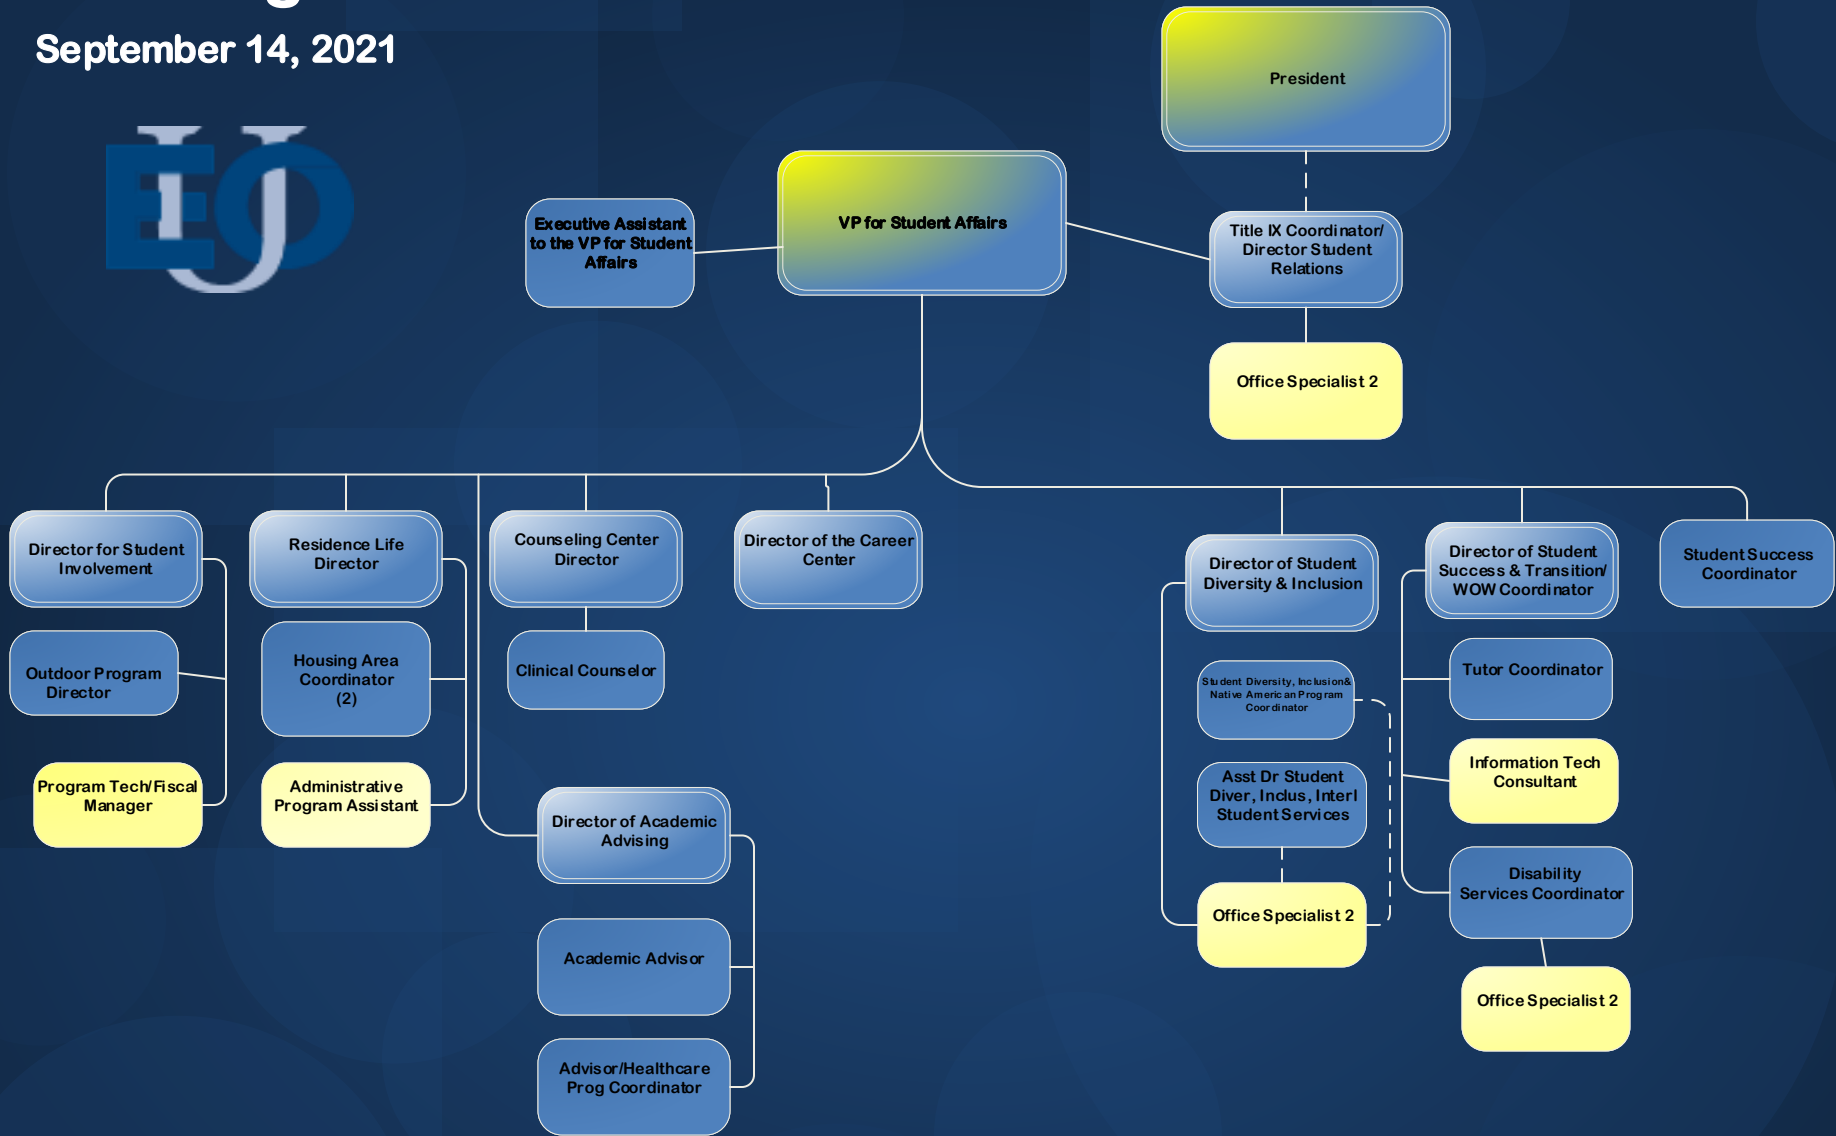 September 14, 2021
EOU
President
VP for Student Affairs
Executive Assistant
to the VP for Student
Affairs
Title IX Coordinator/
Director Student
Relations
Office Specialist 2
Director for Student
Involvement
Outdoor Program
Director
Program Tech/Fiscal
Manager
Residence Life
Director
Housing Area
Coordinator
(2)
Administrative
Program Assistant
Counseling Center
Director
Clinical Counselor
Director of the Career
Center
Director of Academic
Advising
Academic Advisor
Advisor/Healthcare
Prog Coordinator
Director of Student
Diversity & Inclusion
Student Diversity, Inclusion&
Native American Program
Coordinator
Asst Dr Student
Diver, Inclus, Interl
Student Services
Office Specialist 2
Director of Student
Success & Transition/
WOW Coordinator
Tutor Coordinator
Information Tech
Consultant
Disability
Services Coordinator
Office Specialist 2
Student Success
Coordinator